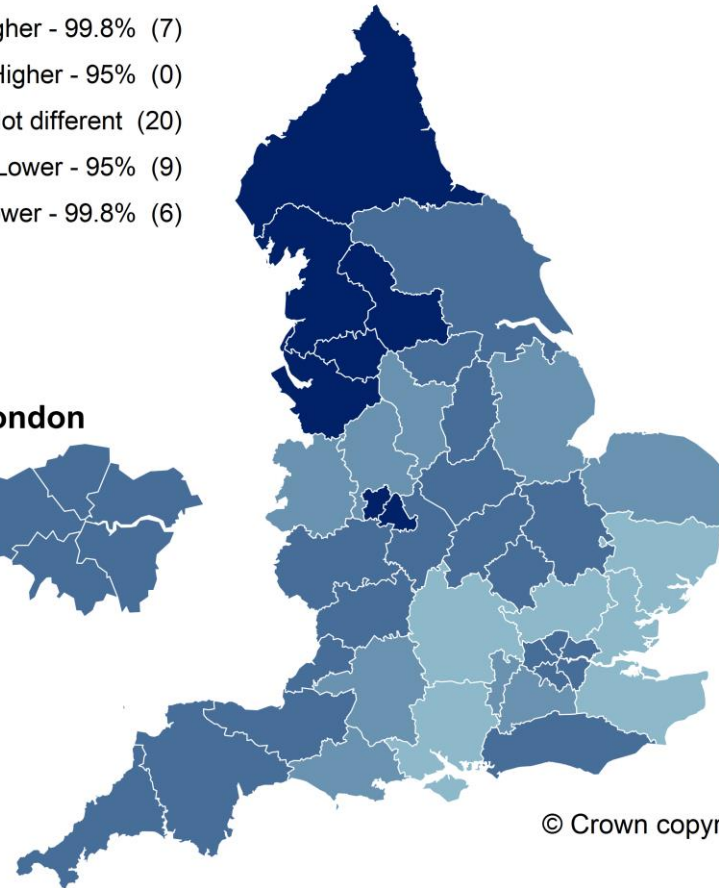 gher - 99.8% (7)
Higher - 95% (0)
ot different (20)
Lower - 95% (9)
wer - 99.8% (6)
ondon
© Crown copyr